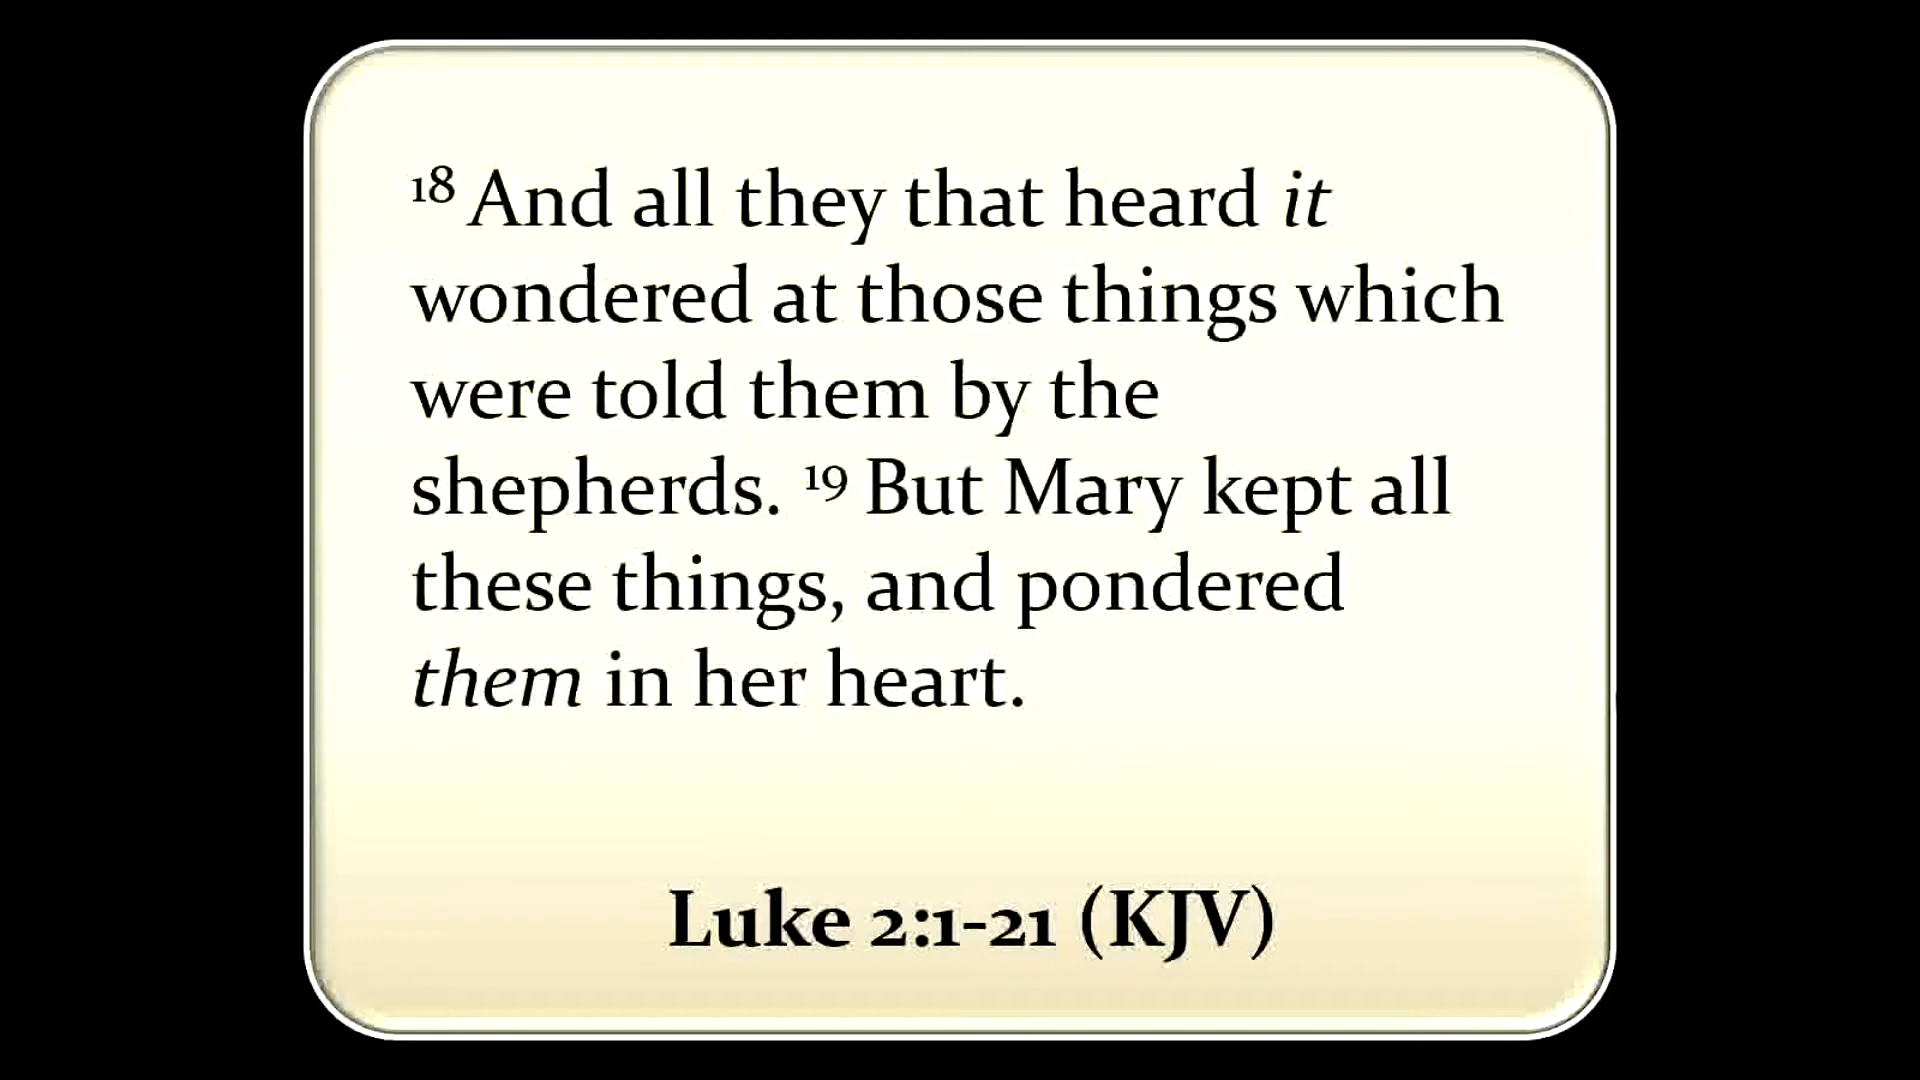 18 And all they that heard it
wondered at those things which
were told them by the
shepherds. 19 But Mary kept all
these things, and pondered
them in her heart.
Luke 2:1-21 (KJV)